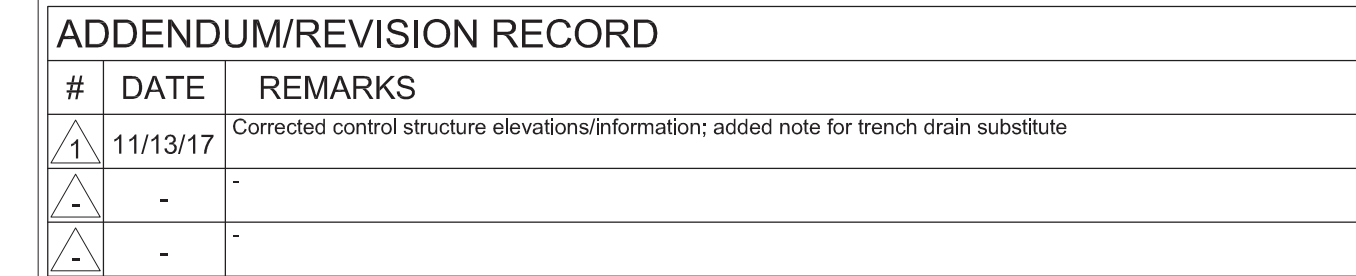 ADDENDUM/REVISION RECORD
# DATE REMARKS
1 11/13/17 Corrected control structure elevations/information; added note for trench drain substitute
- - -
- - -